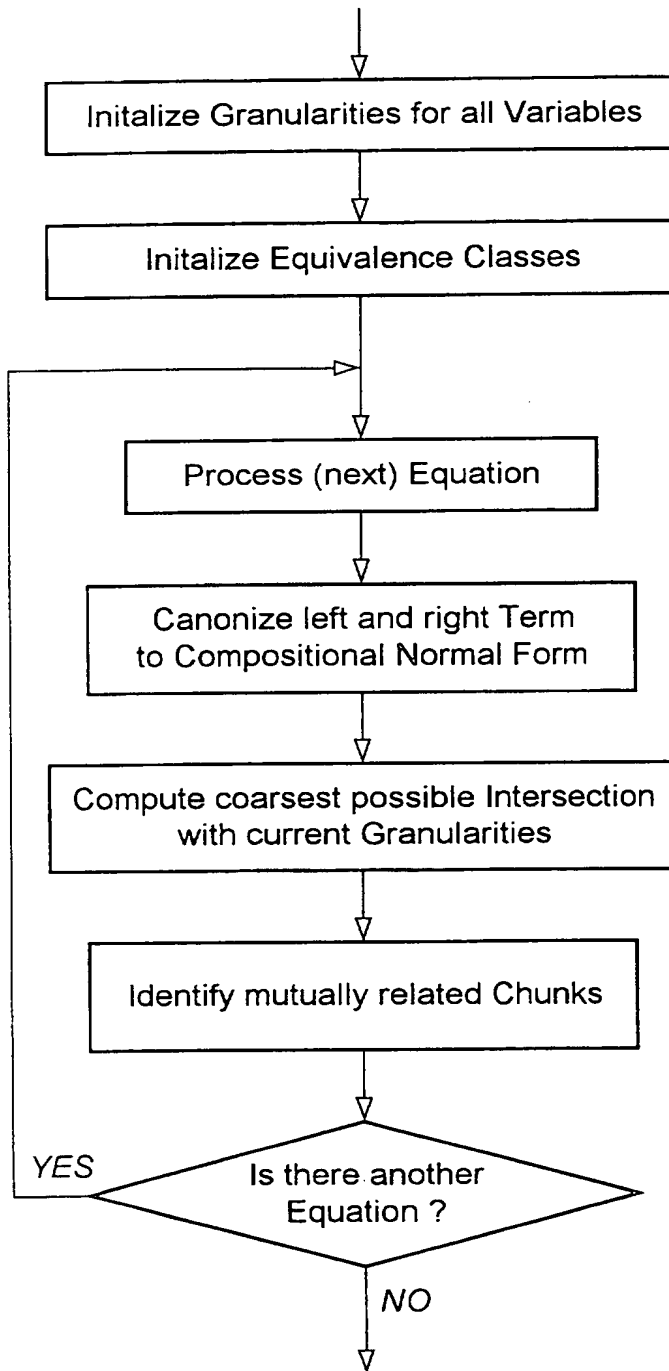 Initalize Granularities for all Variables
Initalize Equivalence Classes
Process (next) Equation
Canonize left and right Term
to Compositional Normal Form
Compute coarsest possible Intersection
with current Granularities
Identify mutually related Chunks
Is there another
Equation ?
YES
NO